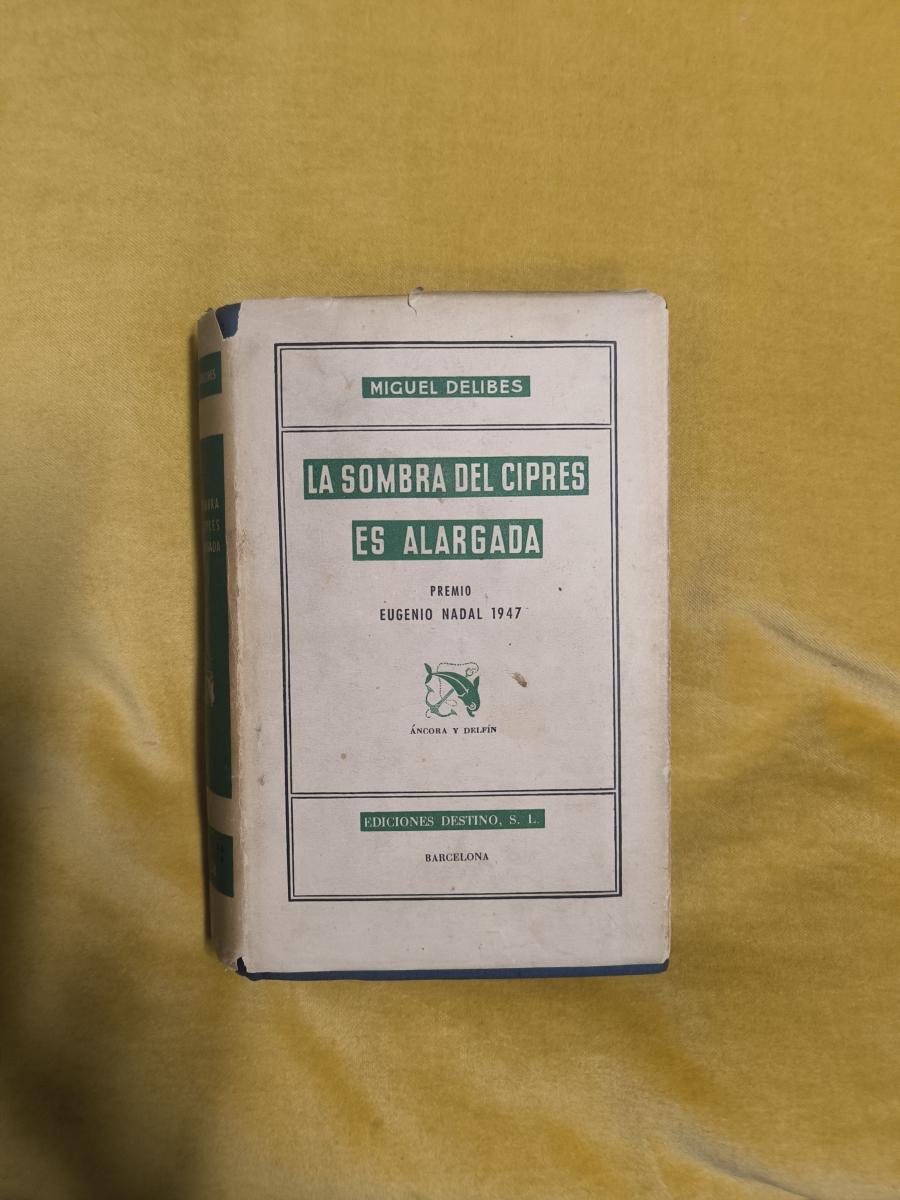 MIGUEL DELIBES
LA SOMBRA DEL CIPRES
ES ALARGADA
PREMIO
EUGENIO NADAL 1947
ÁNCORA Y DELFÍN
EDICIONES DESTINO, S. L.
BARCELONA